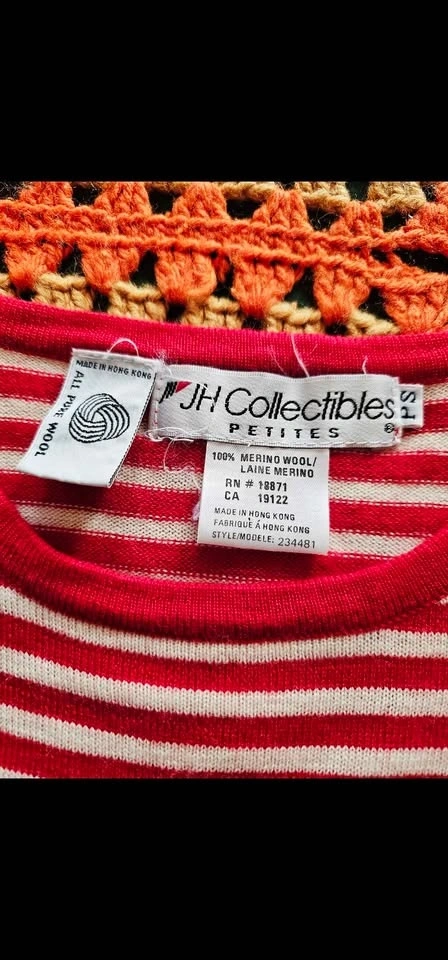 MADE IN HONG KONG
ALL PURE WOOL
JH Collectibles®
PETITES
PS
100% MERINO WOOL/
LAINE MERINO
RN # 18871
CA 19122
MADE IN HONG KONG
FABRIQUÉ À HONG KONG
STYLE/MODELE: 234481